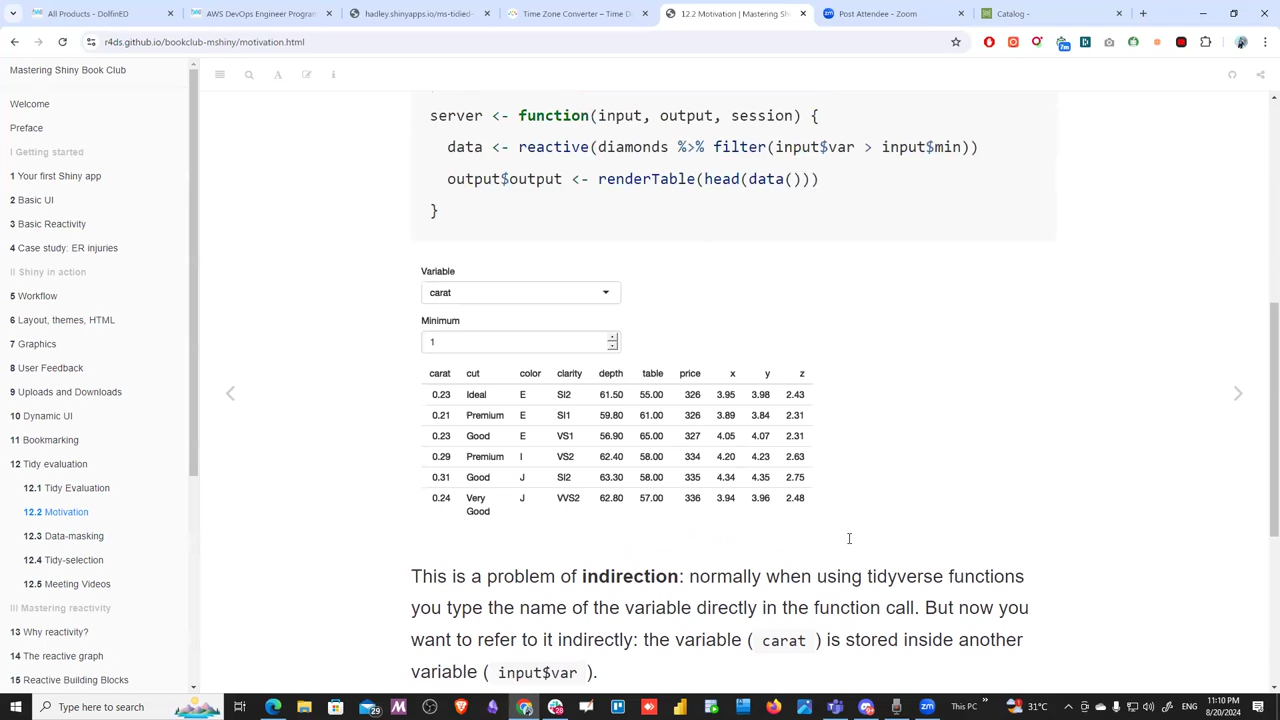 All Products - DolfinED
AWS DevOps Engineer Progran
hadley.shinyapps.io/ms-tidied-
Time Zone Converter – Time D
12.2 Motivation | Mastering Shi
Post Attendee - Zoom
Catalog -
r4ds.github.io/bookclub-mshiny/motivation.html
7m
Mastering Shiny Book Club
Welcome
Preface
I Getting started
1 Your first Shiny app
2 Basic UI
3 Basic Reactivity
4 Case study: ER injuries
II Shiny in action
5 Workflow
6 Layout, themes, HTML
7 Graphics
8 User Feedback
9 Uploads and Downloads
10 Dynamic UI
11 Bookmarking
12 Tidy evaluation
12.1 Tidy Evaluation
12.2 Motivation
12.3 Data-masking
12.4 Tidy-selection
12.5 Meeting Videos
III Mastering reactivity
13 Why reactivity?
14 The reactive graph
15 Reactive Building Blocks
server <- function(input, output, session) {
data <- reactive(diamonds %>% filter(input$var > input$min))
output$output <- renderTable(head(data()))
}
Variable
carat
Minimum
1
carat cut color clarity depth table price x y z
0.23 Ideal E SI2 61.50 55.00 326 3.95 3.98 2.43
0.21 Premium E SI1 59.80 61.00 326 3.89 3.84 2.31
0.23 Good E VS1 56.90 65.00 327 4.05 4.07 2.31
0.29 Premium I VS2 62.40 58.00 334 4.20 4.23 2.63
0.31 Good J SI2 63.30 58.00 335 4.34 4.35 2.75
0.24 Very J VVS2 62.80 57.00 336 3.94 3.96 2.48
Good
This is a problem of indirection: normally when using tidyverse functions
you type the name of the variable directly in the function call. But now you
want to refer to it indirectly: the variable ( carat ) is stored inside another
variable ( input$var ).
Type here to search
29
This PC
31°C
11:10 PM
8/20/2024